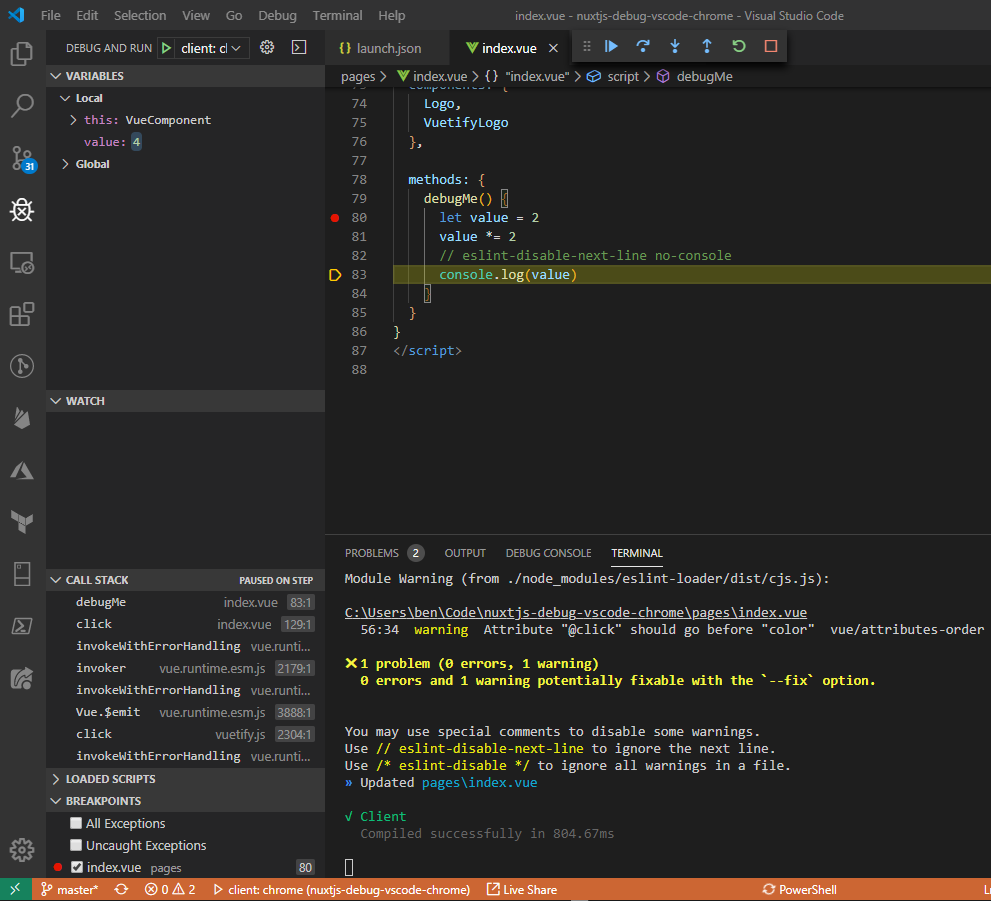 File Edit Selection View Go Debug Terminal Help index.vue - nuxtjs-debug-vscode-chrome - Visual Studio Code
DEBUG AND RUN client: cl
launch.json index.vue
pages > index.vue > {} "index.vue" > script > debugMe
VARIABLES
Local
this: VueComponent
value: 4
Global
74 Logo,
75 VuetifyLogo
76 },
77
78 methods: {
79 debugMe() {
80 let value = 2
81 value *= 2
82 // eslint-disable-next-line no-console
83 console.log(value)
84 }
85 }
86 }
87 </script>
88
31
WATCH
CALL STACK PAUSED ON STEP
debugMe index.vue 83:1
click index.vue 129:1
invokeWithErrorHandling vue.runti...
invoker vue.runtime.esm.js 2179:1
invokeWithErrorHandling vue.runti...
Vue.$emit vue.runtime.esm.js 3888:1
click vuetify.js 2304:1
invokeWithErrorHandling vue.runti...
LOADED SCRIPTS
BREAKPOINTS
All Exceptions
Uncaught Exceptions
index.vue pages 80
PROBLEMS 2 OUTPUT DEBUG CONSOLE TERMINAL
Module Warning (from ./node_modules/eslint-loader/dist/cjs.js):
C:\Users\ben\Code\nuxtjs-debug-vscode-chrome\pages\index.vue
56:34 warning Attribute "@click" should go before "color" vue/attributes-order
✖ 1 problem (0 errors, 1 warning)
0 errors and 1 warning potentially fixable with the `--fix` option.
You may use special comments to disable some warnings.
Use // eslint-disable-next-line to ignore the next line.
Use /* eslint-disable */ to ignore all warnings in a file.
» Updated pages\index.vue
√ Client
Compiled successfully in 804.67ms
master* 0 2 client: chrome (nuxtjs-debug-vscode-chrome) Live Share PowerShell